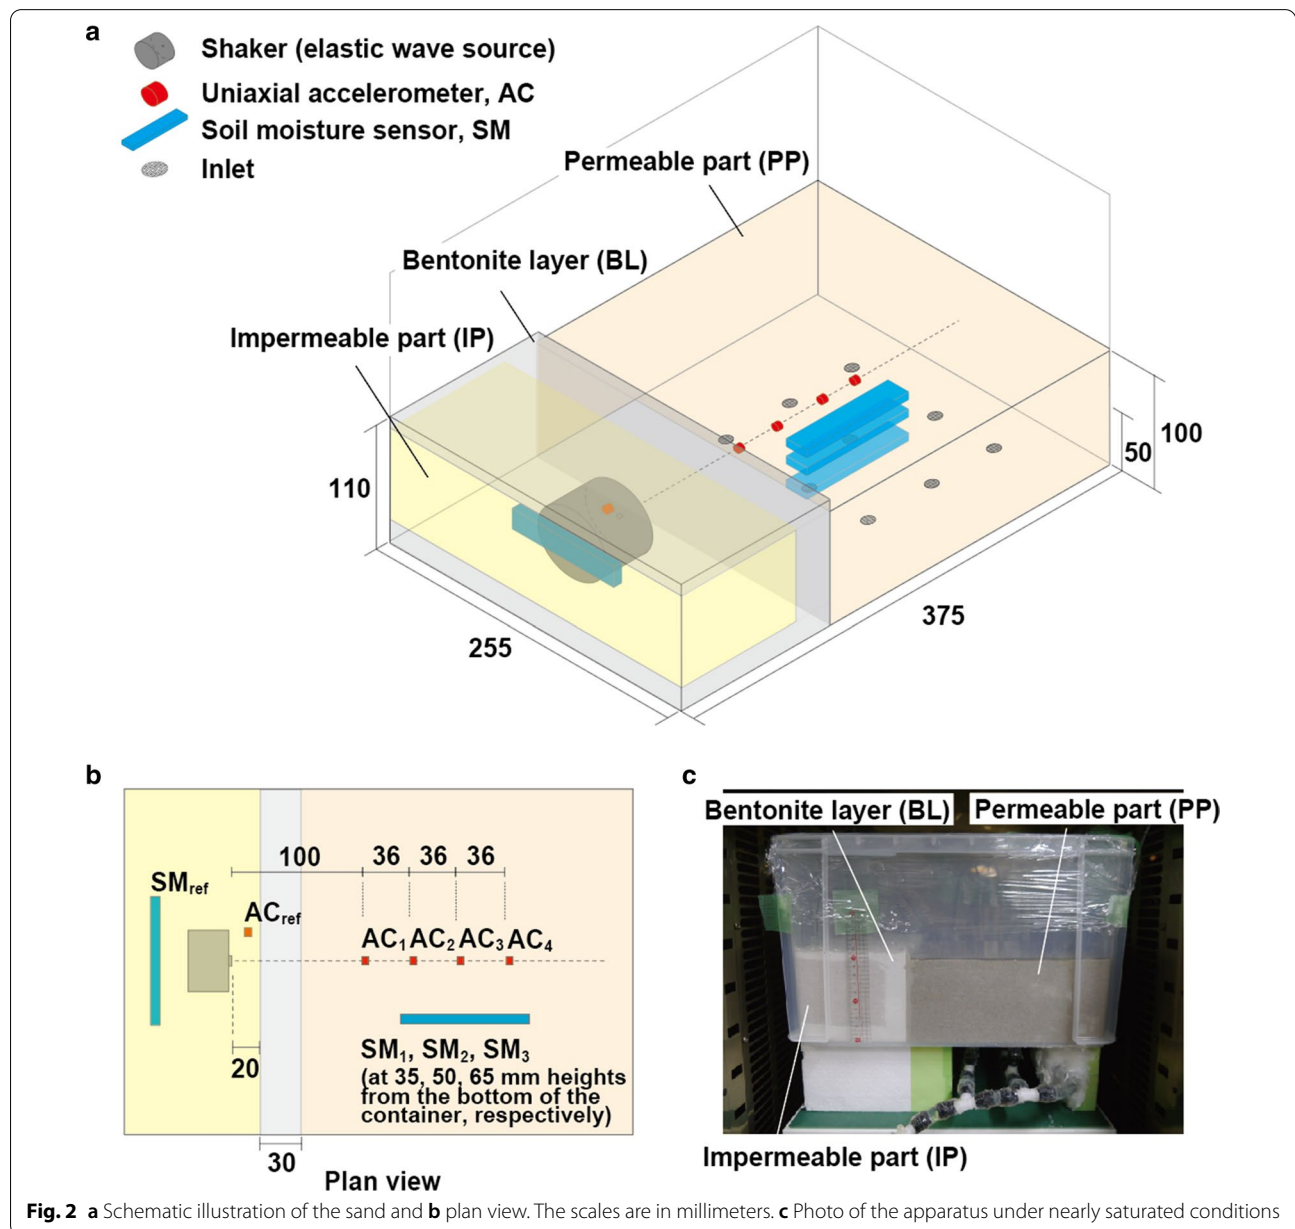 a
Shaker (elastic wave source)
Uniaxial accelerometer, AC
Soil moisture sensor, SM
Inlet
Permeable part (PP)
Bentonite layer (BL)
Impermeable part (IP)
110
255
375
50
100
b
100
36
36
36
SMref
ACref
AC1
AC2
AC3
AC4
20
SM1, SM2, SM3
(at 35, 50, 65 mm heights
from the bottom of the
container, respectively)
30
Plan view
c
Bentonite layer (BL)
Permeable part (PP)
Impermeable part (IP)
Fig. 2 a Schematic illustration of the sand and b plan view. The scales are in millimeters. c Photo of the apparatus under nearly saturated conditions